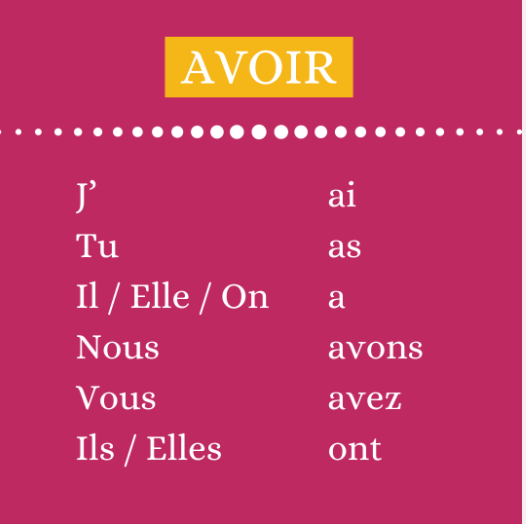 AVOIR
J’ ai
Tu as
Il / Elle / On a
Nous avons
Vous avez
Ils / Elles ont